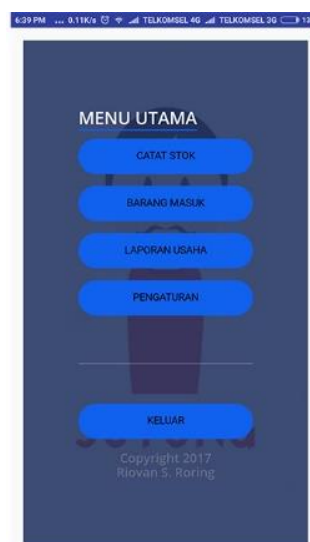 6:39 PM ... 0.11K/s TELKOMSEL 4G TELKOMSEL 3G 13
MENU UTAMA
CATAT STOK
BARANG MASUK
LAPORAN USAHA
PENGATURAN
KELUAR
Copyright 2017
Riovan S. Roring